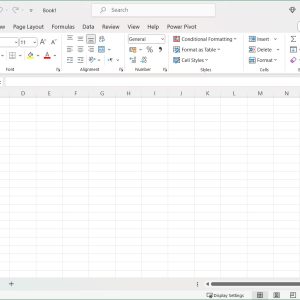 Book1
Search
Page Layout Formulas Data Review View Help Power Pivot
11
General
Conditional Formatting
Format as Table
Cell Styles
Insert
Delete
Format
Font Alignment Number Styles Cells
D E F G H I J K L M N
Display Settings